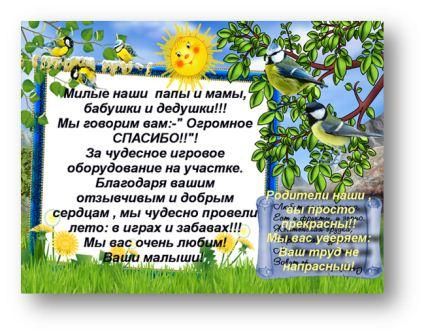 Милые наши папы и мамы,
бабушки и дедушки!!!
Мы говорим вам:-" Огромное
СПАСИБО!!"!
За чудесное игровое
оборудование на участке.
Благодаря вашим
отзывчивым и добрым
сердцам , мы чудесно провели
лето: в играх и забавах!!!
Мы вас очень любим!
Ваши малыши.
Родители наши
вы просто
прекрасны!!
Мы вас уверяем:
Ваш труд не
напрасный!